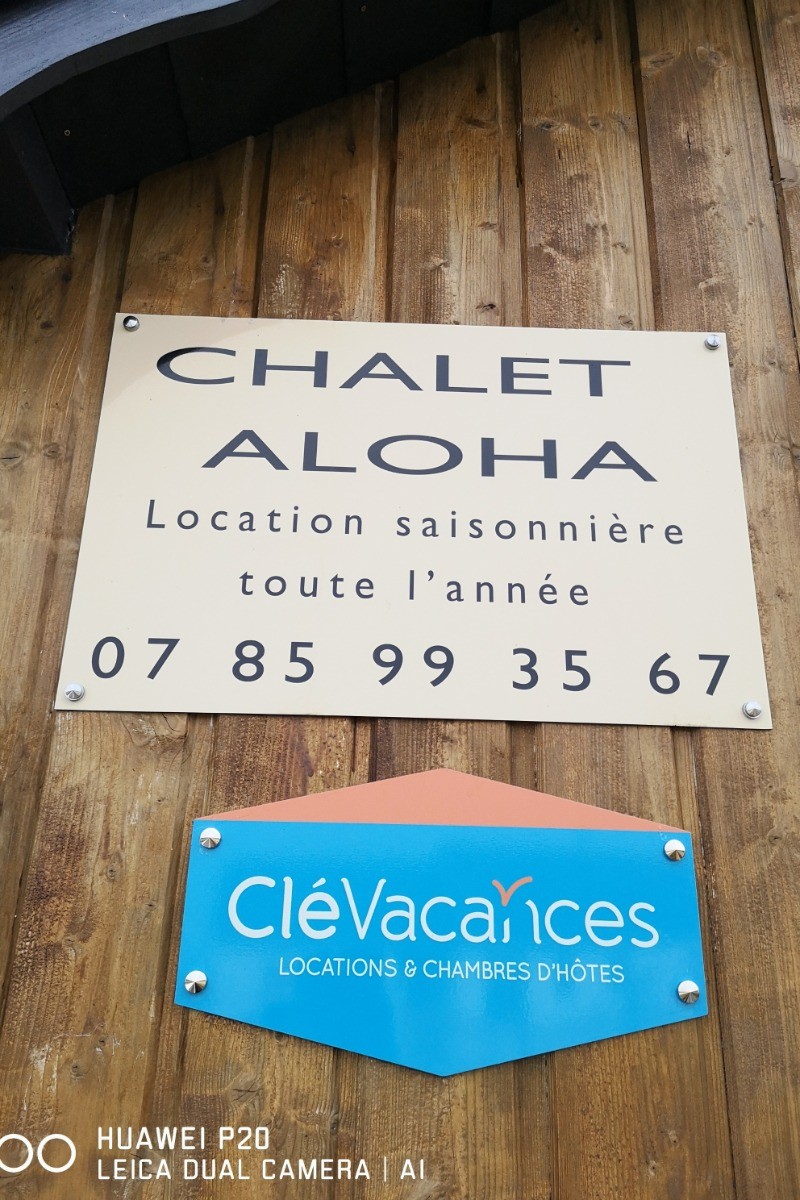 CHALET
ALOHA
Location saisonnière
toute l'année
07 85 99 35 67
CléVacances
LOCATIONS & CHAMBRES D'HÔTES
HUAWEI P20
LEICA DUAL CAMERA | AI